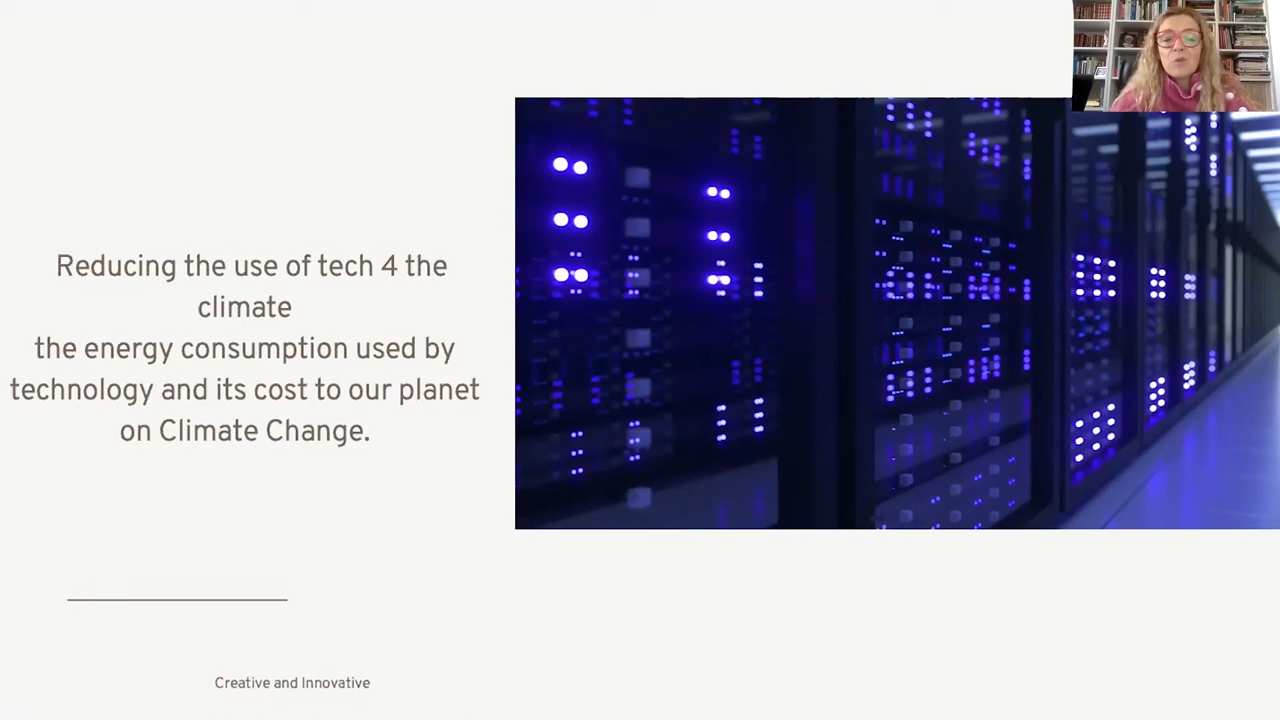 Reducing the use of tech 4 the
climate
the energy consumption used by
technology and its cost to our planet
on Climate Change.
Creative and Innovative